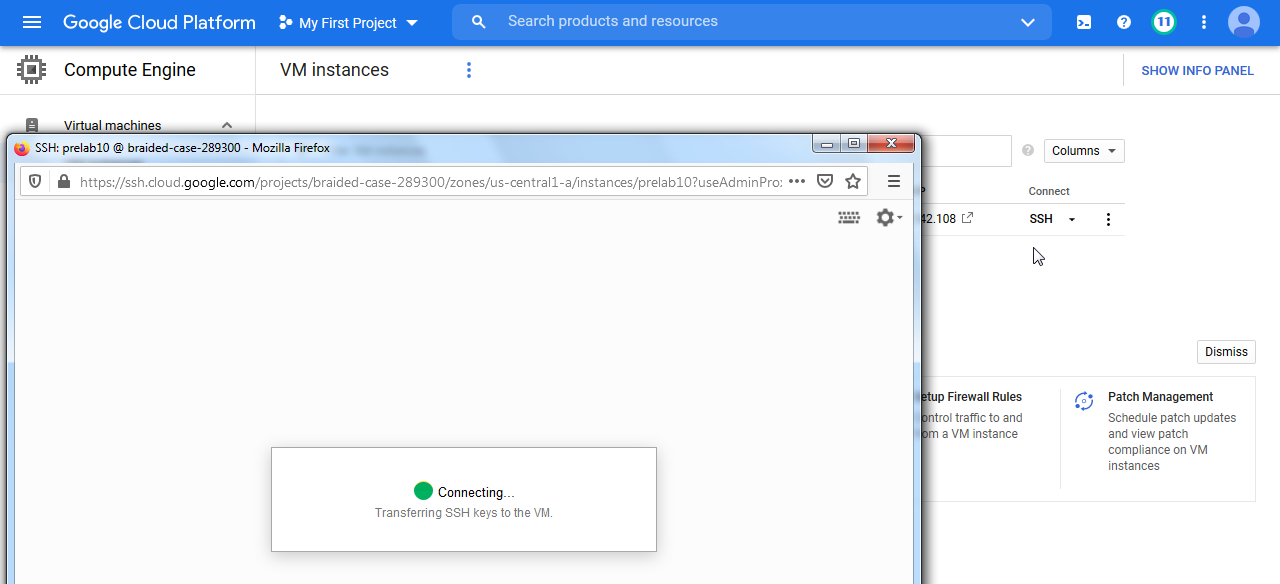 Google Cloud Platform My First Project Search products and resources 11
Compute Engine VM instances SHOW INFO PANEL
Virtual machines
SSH: prelab10 @ braided-case-289300 - Mozilla Firefox
Columns
https://ssh.cloud.google.com/projects/braided-case-289300/zones/us-central1-a/instances/prelab10?useAdminPro:
Connect
42.108 SSH
Dismiss
etup Firewall Rules
ontrol traffic to and
om a VM instance
Patch Management
Schedule patch updates
and view patch
compliance on VM
instances
Connecting...
Transferring SSH keys to the VM.